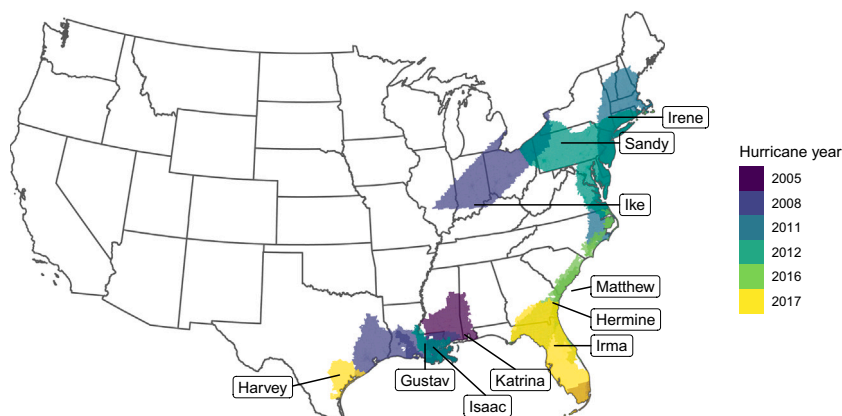 Irene
Sandy
Ike
Matthew
Hermine
Irma
Harvey
Gustav
Katrina
Isaac
Hurricane year
2005
2008
2011
2012
2016
2017